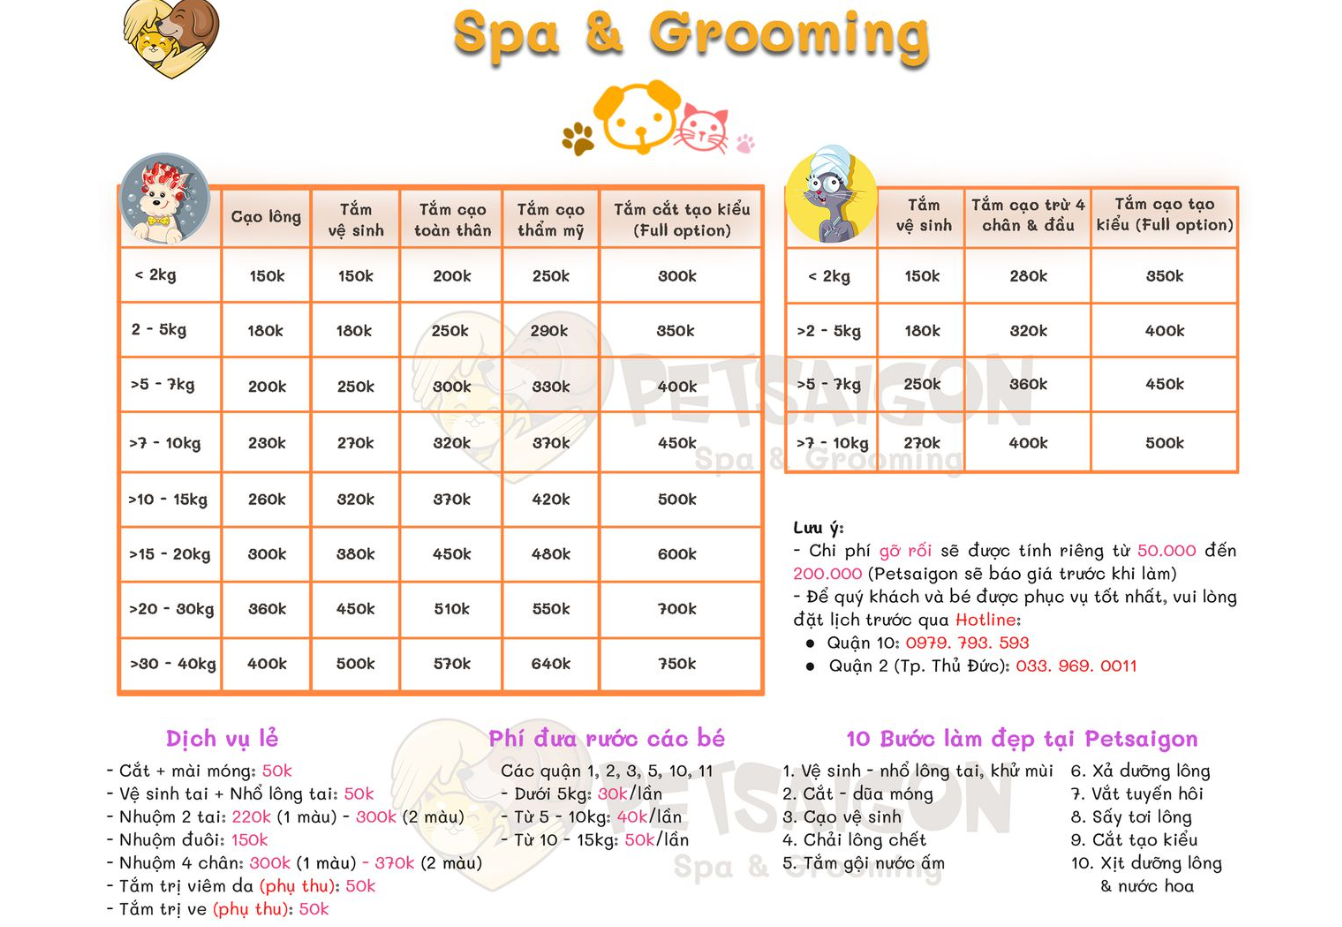 Spa & Grooming
Cạo lông
Tắm
vệ sinh
Tắm cạo
toàn thân
Tắm cạo
thẩm mỹ
Tắm cắt tạo kiểu
(Full option)
< 2kg 150k 150k 200k 250k 300k
2 - 5kg 180k 180k 250k 290k 350k
>5 - 7kg 200k 250k 300k 330k 400k
>7 - 10kg 230k 270k 320k 370k 450k
>10 - 15kg 260k 320k 370k 420k 500k
>15 - 20kg 300k 380k 450k 480k 600k
>20 - 30kg 360k 450k 510k 550k 700k
>30 - 40kg 400k 500k 570k 640k 750k
Tắm
vệ sinh
Tắm cạo trừ 4
chân & đầu
Tắm cạo tạo
kiểu (Full option)
< 2kg 150k 280k 350k
>2 - 5kg 180k 320k 400k
>5 - 7kg 250k 360k 450k
>7 - 10kg 270k 400k 500k
PETSAIGON
Spa & Grooming
Lưu ý:
- Chi phí gỡ rối sẽ được tính riêng từ 50.000 đến
200.000 (Petsaigon sẽ báo giá trước khi làm)
- Để quý khách và bé được phục vụ tốt nhất, vui lòng
đặt lịch trước qua Hotline:
● Quận 10: 0979. 793. 593
● Quận 2 (Tp. Thủ Đức): 033. 969. 0011
Dịch vụ lẻ
- Cắt + mài móng: 50k
- Vệ sinh tai + Nhổ lông tai: 50k
- Nhuộm 2 tai: 220k (1 màu) - 300k (2 màu)
- Nhuộm đuôi: 150k
- Nhuộm 4 chân: 300k (1 màu) - 370k (2 màu)
- Tắm trị viêm da (phụ thu): 50k
- Tắm trị ve (phụ thu): 50k
Phí đưa rước các bé
Các quận 1, 2, 3, 5, 10, 11
- Dưới 5kg: 30k/lần
- Từ 5 - 10kg: 40k/lần
- Từ 10 - 15kg: 50k/lần
10 Bước làm đẹp tại Petsaigon
1. Vệ sinh - nhổ lông tai, khử mùi
2. Cắt - dũa móng
3. Cạo vệ sinh
4. Chải lông chết
5. Tắm gội nước ấm
6. Xả dưỡng lông
7. Vắt tuyến hôi
8. Sấy tơi lông
9. Cắt tạo kiểu
10. Xịt dưỡng lông
& nước hoa
PETSAIGON
Spa & Grooming